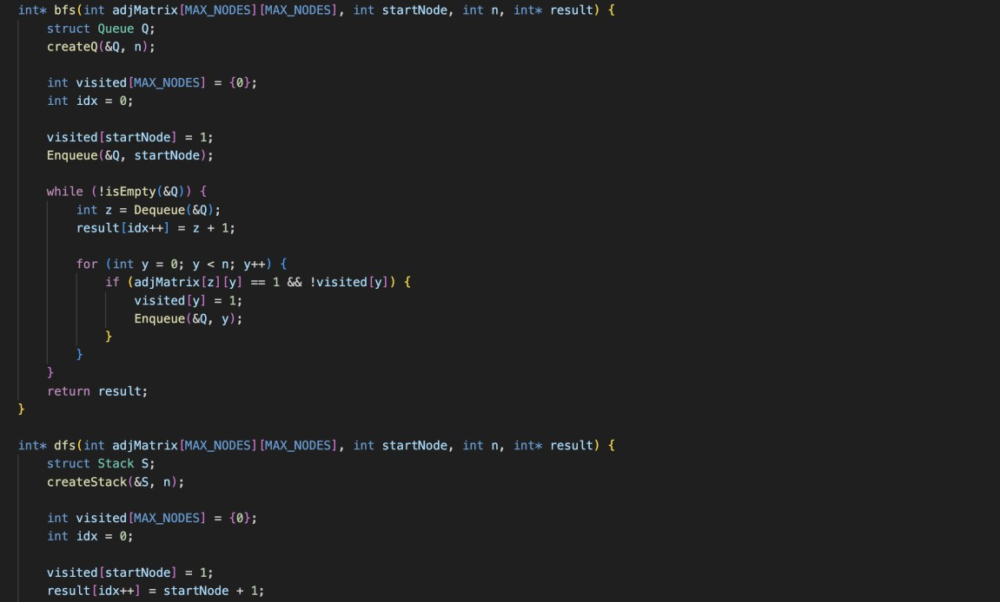 int* bfs(int adjMatrix[MAX_NODES][MAX_NODES], int startNode, int n, int* result) {
    struct Queue Q;
    createQ(&Q, n);

    int visited[MAX_NODES] = {0};
    int idx = 0;

    visited[startNode] = 1;
    Enqueue(&Q, startNode);

    while (!isEmpty(&Q)) {
        int z = Dequeue(&Q);
        result[idx++] = z + 1;

        for (int y = 0; y < n; y++) {
            if (adjMatrix[z][y] == 1 && !visited[y]) {
                visited[y] = 1;
                Enqueue(&Q, y);
            }
        }
    }
    return result;
}

int* dfs(int adjMatrix[MAX_NODES][MAX_NODES], int startNode, int n, int* result) {
    struct Stack S;
    createStack(&S, n);

    int visited[MAX_NODES] = {0};
    int idx = 0;

    visited[startNode] = 1;
    result[idx++] = startNode + 1;